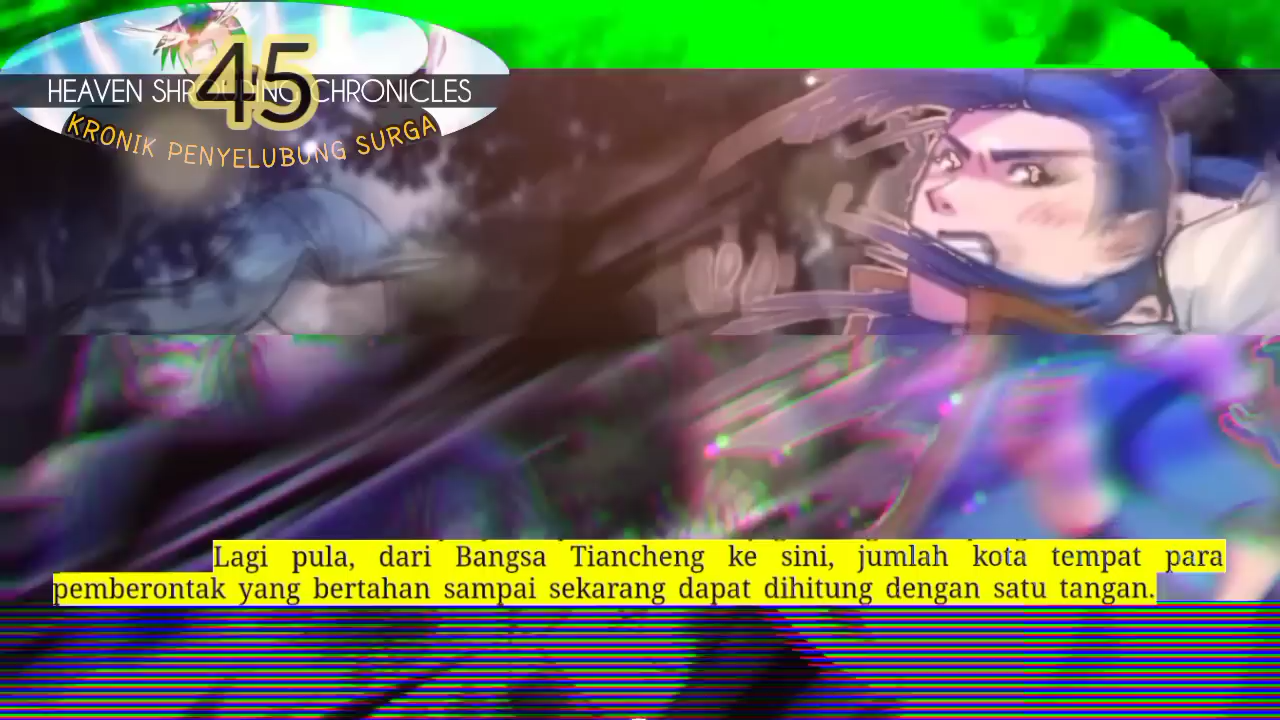 45
HEAVEN SHROUDING CHRONICLES
KRONIK PENYELUBUNG SURGA
Lagi pula, dari Bangsa Tiancheng ke sini, jumlah kota tempat para
pemberontak yang bertahan sampai sekarang dapat dihitung dengan satu tangan.